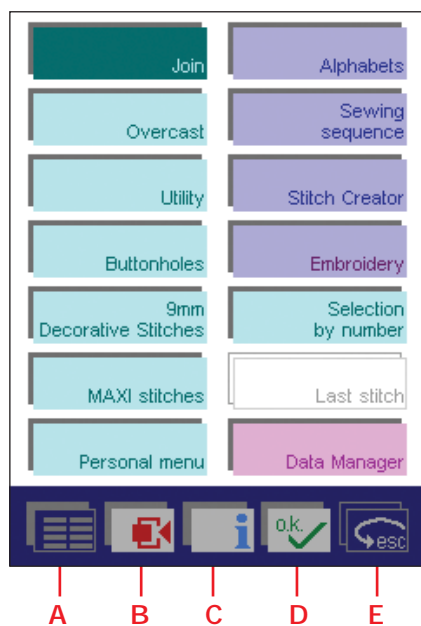 Join
Alphabets
Overcast
Sewing
sequence
Utility
Stitch Creator
Buttonholes
Embroidery
9mm
Decorative Stitches
Selection
by number
MAXI stitches
Last stitch
Personal menu
Data Manager
i
o.k.
esc
A
B
C
D
E